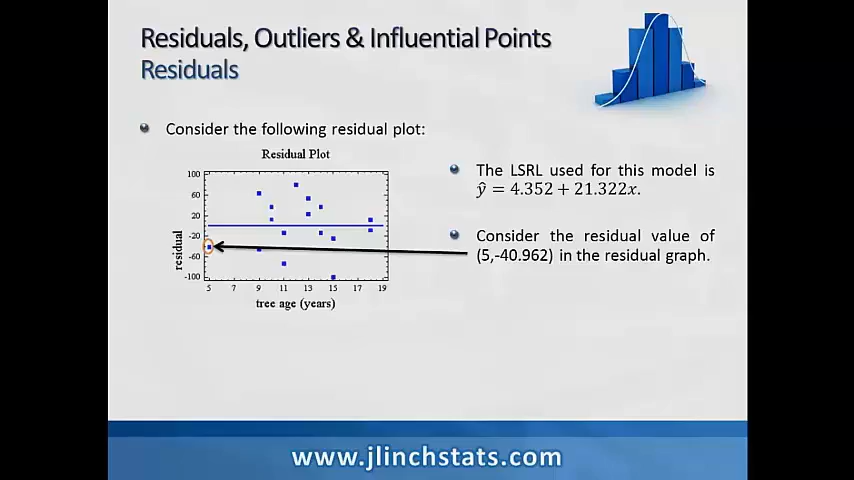 Residuals, Outliers & Influential Points
Residuals
Consider the following residual plot:
Residual Plot
100
60
20
-20
-60
-100
residual
5 7 9 11 13 15 17 19
tree age (years)
The LSRL used for this model is
ŷ = 4.352 + 21.322x.
Consider the residual value of
(5,-40.962) in the residual graph.
www.jlinchstats.com